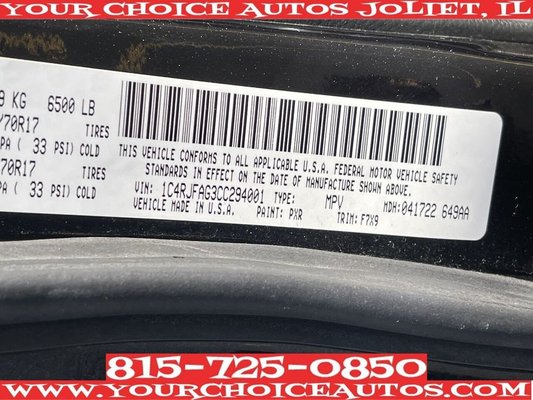 YOUR CHOICE AUTOS JOLIET, IL
9 KG 6500 LB
/70R17 TIRES
PA ( 33 PSI) COLD
70R17 TIRES
PA ( 33 PSI) COLD
THIS VEHICLE CONFORMS TO ALL APPLICABLE U.S.A. FEDERAL MOTOR VEHICLE SAFETY
STANDARDS IN EFFECT ON THE DATE OF MANUFACTURE SHOWN ABOVE.
VIN: 1C4RJFAG3CC294001 TYPE: MPV MDH: 041722 649AA
VEHICLE MADE IN U.S.A. PAINT: PXR TRIM: F7X9
815-725-0850
WWW.YOURCHOICEAUTOS.COM